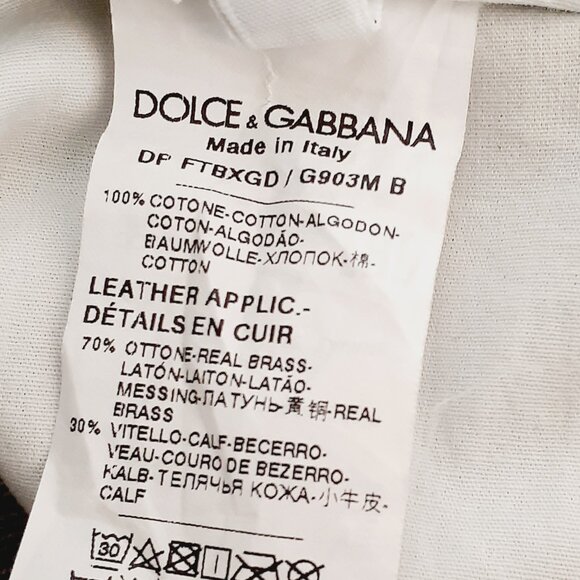 DOLCE & GABBANA
Made in Italy
DP FTBXGD / G903M B
100% COTONE-COTTON-ALGODON-
COTON-ALGODÃO-
BAUMWOLLE-ХЛОПОК-棉-
COTTON
LEATHER APPLIC.-
DÉTAILS EN CUIR
70% OTTONE-REAL BRASS-
LATÓN-LAITON-LATÃO-
MESSING-ЛАТУНЬ-黄铜-REAL
BRASS
30% VITELLO-CALF-BECERRO-
VEAU-COURO DE BEZERRO-
KALB-ТЕЛЯЧЬЯ КОЖА-小牛皮-
CALF
30